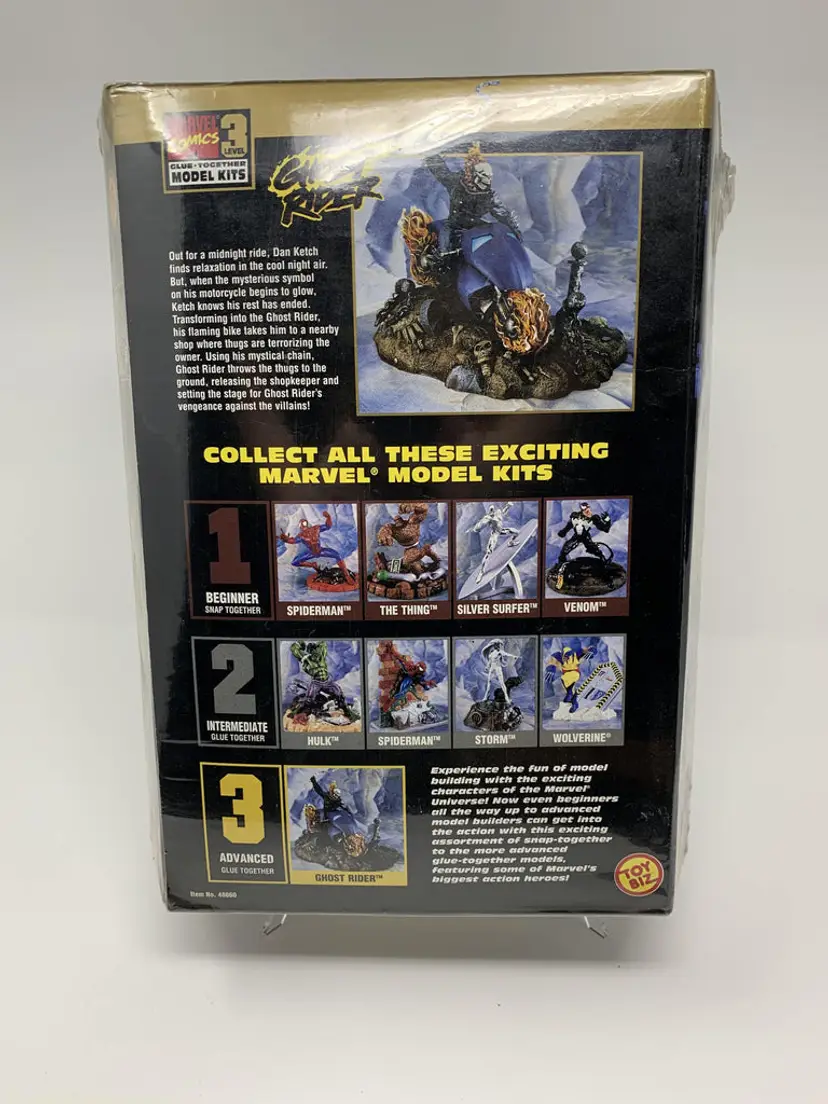 MARVEL
COMICS
3
LEVEL
GLUE-TOGETHER
MODEL KITS
GHOST
RIDER
Out for a midnight ride, Dan Ketch
finds relaxation in the cool night air.
But, when the mysterious symbol
on his motorcycle begins to glow,
Ketch knows his rest has ended.
Transforming into the Ghost Rider,
his flaming bike takes him to a nearby
shop where thugs are terrorizing the
owner. Using his mystical chain,
Ghost Rider throws the thugs to the
ground, releasing the shopkeeper and
setting the stage for Ghost Rider's
vengeance against the villains!
COLLECT ALL THESE EXCITING
MARVEL® MODEL KITS
1
BEGINNER
SNAP TOGETHER
SPIDERMAN™
THE THING™
SILVER SURFER™
VENOM™
2
INTERMEDIATE
GLUE TOGETHER
HULK™
SPIDERMAN™
STORM™
WOLVERINE®
3
ADVANCED
GLUE TOGETHER
GHOST RIDER™
Experience the fun of model
building with the exciting
characters of the Marvel®
Universe! Now even beginners
all the way up to advanced
model builders can get into
the action with this exciting
assortment of snap-together
to the more advanced
glue-together models,
featuring some of Marvel's
biggest action heroes!
TOY
BIZ
Item No. 48660